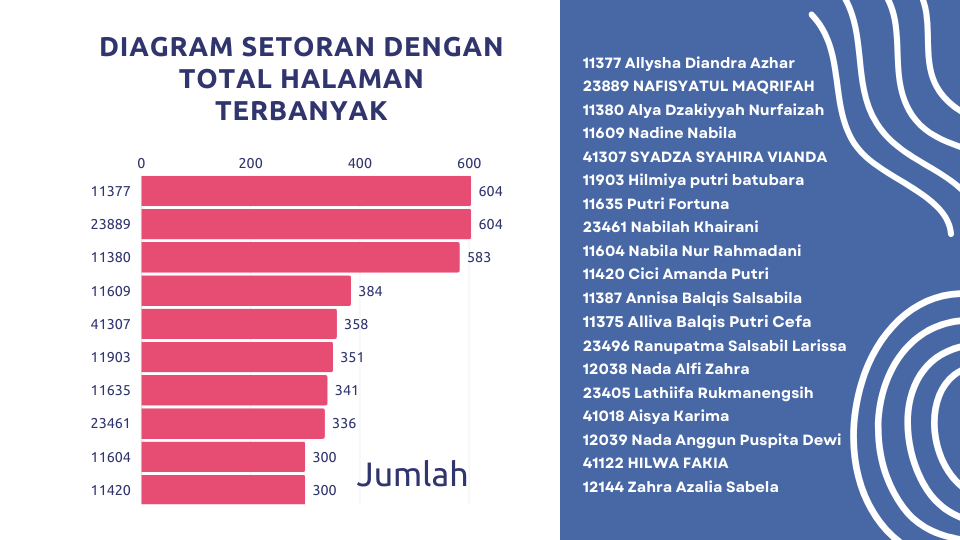 DIAGRAM SETORAN DENGAN
TOTAL HALAMAN
TERBANYAK
0 200 400 600
11377 604
23889 604
11380 583
11609 384
41307 358
11903 351
11635 341
23461 336
11604 300
11420 300
Jumlah
11377 Allysha Diandra Azhar
23889 NAFISYATUL MAQRIFAH
11380 Alya Dzakiyyah Nurfaizah
11609 Nadine Nabila
41307 SYADZA SYAHIRA VIANDA
11903 Hilmiya putri batubara
11635 Putri Fortuna
23461 Nabilah Khairani
11604 Nabila Nur Rahmadani
11420 Cici Amanda Putri
11387 Annisa Balqis Salsabila
11375 Alliva Balqis Putri Cefa
23496 Ranupatma Salsabil Larissa
12038 Nada Alfi Zahra
23405 Lathiifa Rukmanengsih
41018 Aisya Karima
12039 Nada Anggun Puspita Dewi
41122 HILWA FAKIA
12144 Zahra Azalia Sabela